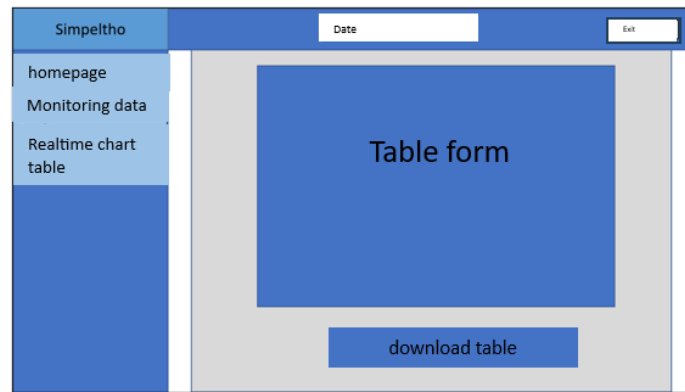 Simpeltho
Date
Exit
homepage
Monitoring data
Realtime chart
table
Table form
download table